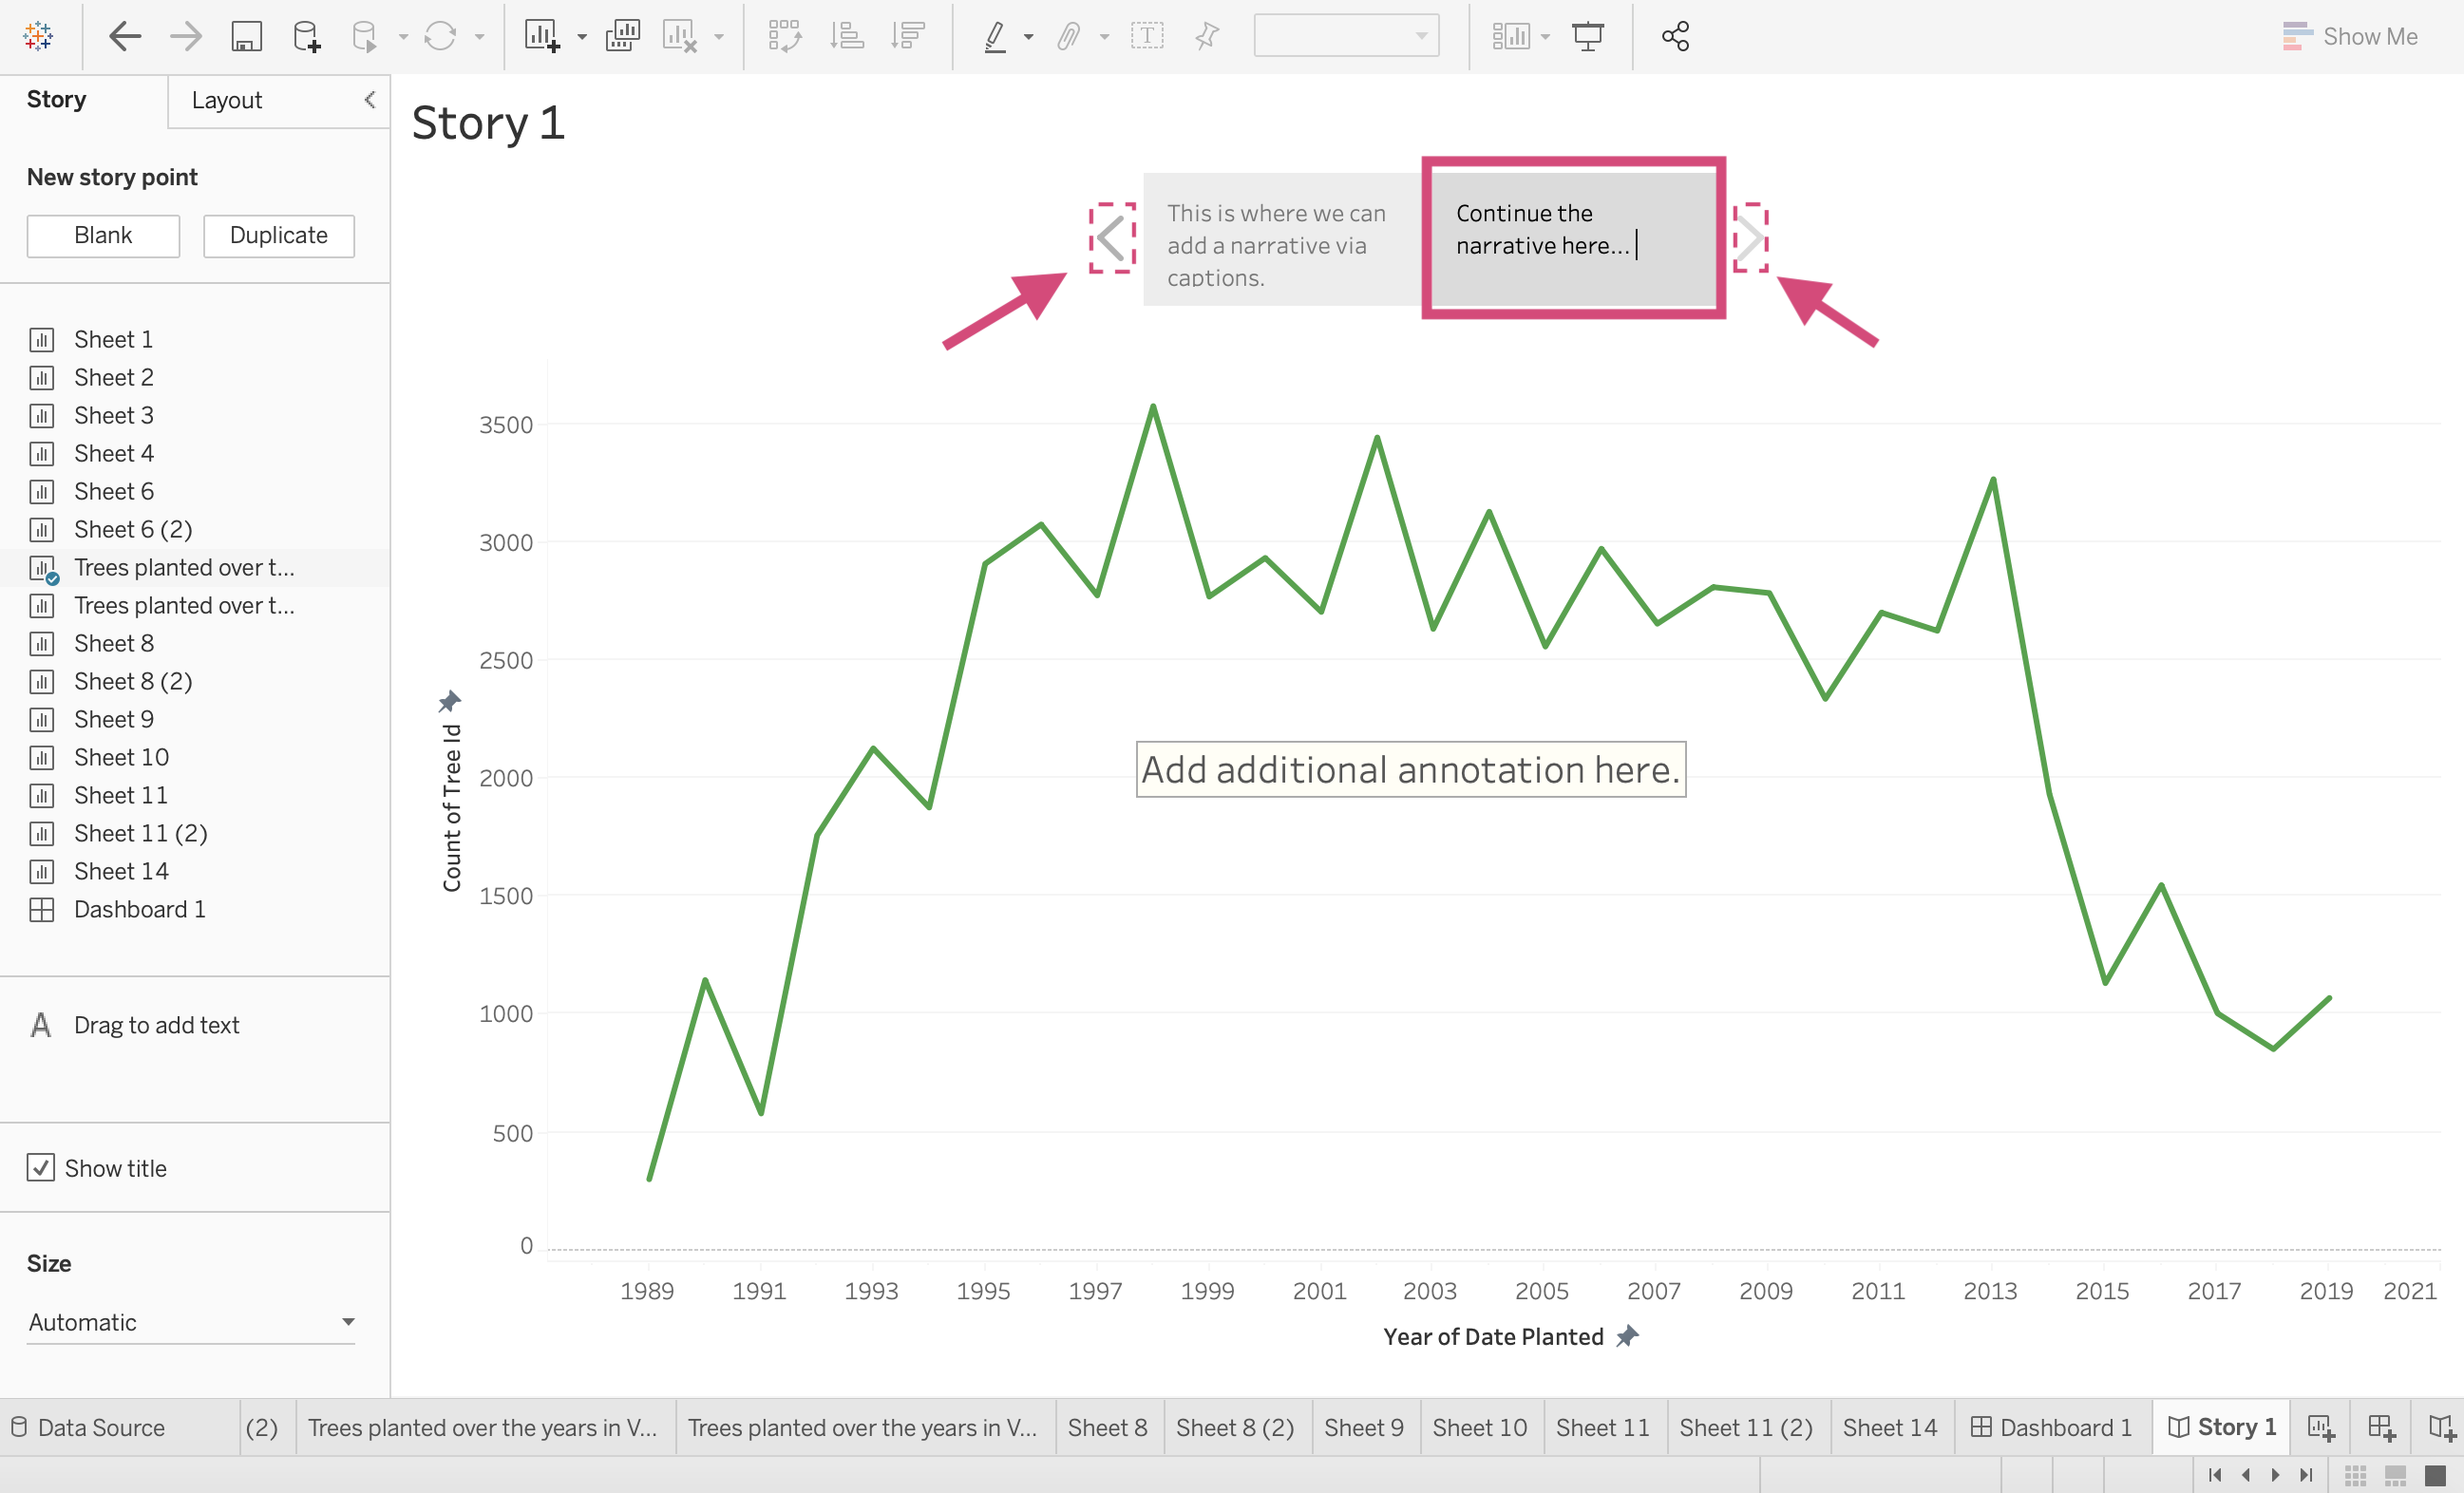 Show Me
Story
Layout
New story point
Blank
Duplicate
Sheet 1
Sheet 2
Sheet 3
Sheet 4
Sheet 6
Sheet 6 (2)
Trees planted over t...
Trees planted over t...
Sheet 8
Sheet 8 (2)
Sheet 9
Sheet 10
Sheet 11
Sheet 11 (2)
Sheet 14
Dashboard 1
A Drag to add text
Show title
Size
Automatic
Story 1
This is where we can
add a narrative via
captions.
Continue the
narrative here...
3500
3000
2500
2000
1500
1000
500
0
Count of Tree Id
Add additional annotation here.
1989 1991 1993 1995 1997 1999 2001 2003 2005 2007 2009 2011 2013 2015 2017 2019 2021
Year of Date Planted
Data Source (2) Trees planted over the years in V... Trees planted over the years in V... Sheet 8 Sheet 8 (2) Sheet 9 Sheet 10 Sheet 11 Sheet 11 (2) Sheet 14 Dashboard 1 Story 1